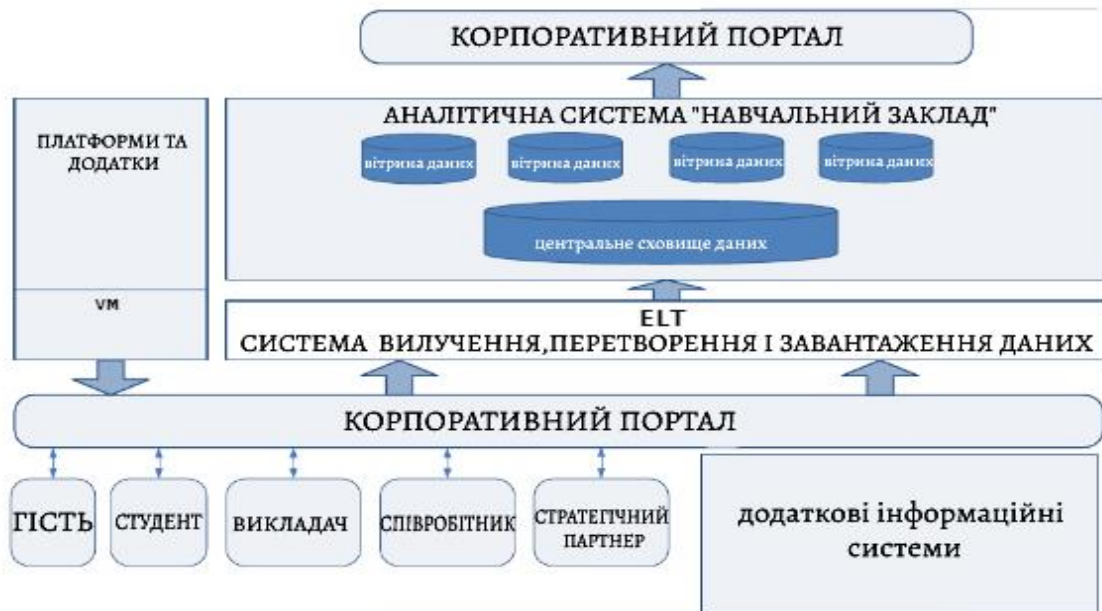 КОРПОРАТИВНИЙ ПОРТАЛ
ПЛАТФОРМИ ТА
ДОДАТКИ
VM
АНАЛІТИЧНА СИСТЕМА "НАВЧАЛЬНИЙ ЗАКЛАД"
вітрина даних
вітрина даних
вітрина даних
вітрина даних
центральне сховище даних
ELT
СИСТЕМА ВИЛУЧЕННЯ,ПЕРЕТВОРЕННЯ І ЗАВАНТАЖЕННЯ ДАНИХ
КОРПОРАТИВНИЙ ПОРТАЛ
ГІСТЬ
СТУДЕНТ
ВИКЛАДАЧ
СПІВРОБІТНИК
СТРАТЕГІЧНИЙ
ПАРТНЕР
додаткові інформаційні
системи